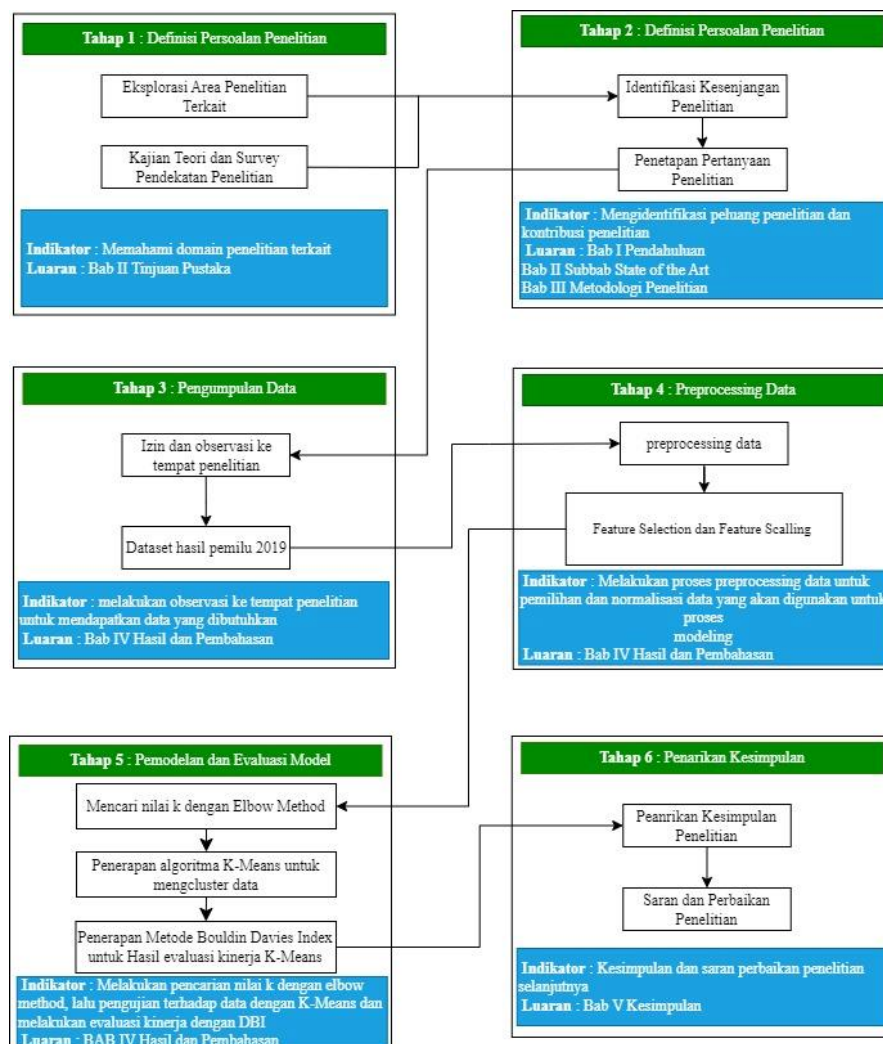 Tahap 1 : Definisi Persoalan Penelitian
Eksplorasi Area Penelitian
Terkait
Kajian Teori dan Survey
Pendekatan Penelitian
Indikator : Memahami domain penelitian terkait
Luaran : Bab II Tinjuan Pustaka
Tahap 2 : Definisi Persoalan Penelitian
Identifikasi Kesenjangan
Penelitian
Penetapan Pertanyaan
Penelitian
Indikator : Mengidentifikasi peluang penelitian dan
kontribusi penelitian
Luaran : Bab I Pendahuluan
Bab II Subbab State of the Art
Bab III Metodologi Penelitian
Tahap 3 : Pengumpulan Data
Izin dan observasi ke
tempat penelitian
Dataset hasil pemilu 2019
Indikator : melakukan observasi ke tempat penelitian
untuk mendapatkan data yang dibutuhkan
Luaran : Bab IV Hasil dan Pembahasan
Tahap 4 : Preprocessing Data
preprocessing data
Feature Selection dan Feature Scalling
Indikator : Melakukan proses preprocessing data untuk
pemilihan dan normalisasi data yang akan digunakan untuk
proses
modeling
Luaran : Bab IV Hasil dan Pembahasan
Tahap 5 : Pemodelan dan Evaluasi Model
Mencari nilai k dengan Elbow Method
Penerapan algoritma K-Means untuk
mengcluster data
Penerapan Metode Bouldin Davies Index
untuk Hasil evaluasi kinerja K-Means
Indikator : Melakukan pencarian nilai k dengan elbow
method, lalu pengujian terhadap data dengan K-Means dan
melakukan evaluasi kinerja dengan DBI
Luaran : BAB IV Hasil dan Pembahasan
Tahap 6 : Penarikan Kesimpulan
Peanrikan Kesimpulan
Penelitian
Saran dan Perbaikan
Penelitian
Indikator : Kesimpulan dan saran perbaikan penelitian
selanjutnya
Luaran : Bab V Kesimpulan